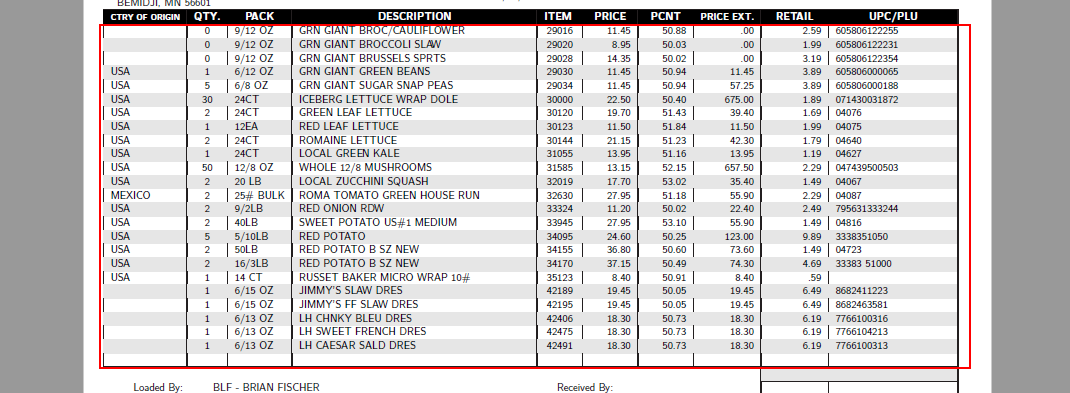 BEMIDJI, MN 56601
CTRY OF ORIGIN QTY. PACK DESCRIPTION ITEM PRICE PCNT PRICE EXT. RETAIL UPC/PLU
0 9/12 OZ GRN GIANT BROC/CAULIFLOWER 29016 11.45 50.88 .00 2.59 605806122255
0 9/12 OZ GRN GIANT BROCCOLI SLAW 29020 8.95 50.03 .00 1.99 605806122231
0 9/12 OZ GRN GIANT BRUSSELS SPRTS 29028 14.35 50.02 .00 3.19 605806122354
USA 1 6/12 OZ GRN GIANT GREEN BEANS 29030 11.45 50.94 11.45 3.89 605806000065
USA 5 6/8 OZ GRN GIANT SUGAR SNAP PEAS 29034 11.45 50.94 57.25 3.89 605806000188
USA 30 24CT ICEBERG LETTUCE WRAP DOLE 30000 22.50 50.40 675.00 1.89 071430031872
USA 2 24CT GREEN LEAF LETTUCE 30120 19.70 51.43 39.40 1.69 04076
USA 1 12EA RED LEAF LETTUCE 30123 11.50 51.84 11.50 1.99 04075
USA 2 24CT ROMAINE LETTUCE 30144 21.15 51.23 42.30 1.79 04640
USA 1 24CT LOCAL GREEN KALE 31055 13.95 51.16 13.95 1.19 04627
USA 50 12/8 OZ WHOLE 12/8 MUSHROOMS 31585 13.15 52.15 657.50 2.29 047439500503
USA 2 20 LB LOCAL ZUCCHINI SQUASH 32019 17.70 53.02 35.40 1.49 04067
MEXICO 2 25# BULK ROMA TOMATO GREEN HOUSE RUN 32630 27.95 51.18 55.90 2.29 04087
USA 2 9/2LB RED ONION RDW 33324 11.20 50.02 22.40 2.49 795631333244
USA 2 40LB SWEET POTATO US#1 MEDIUM 33945 27.95 53.10 55.90 1.49 04816
USA 5 5/10LB RED POTATO 34095 24.60 50.25 123.00 9.89 3338351050
USA 2 50LB RED POTATO B SZ NEW 34155 36.80 50.60 73.60 1.49 04723
USA 2 16/3LB RED POTATO B SZ NEW 34170 37.15 50.49 74.30 4.69 33383 51000
USA 1 14 CT RUSSET BAKER MICRO WRAP 10# 35123 8.40 50.91 8.40 .59
1 6/15 OZ JIMMY'S SLAW DRES 42189 19.45 50.05 19.45 6.49 8682411223
1 6/15 OZ JIMMY'S FF SLAW DRES 42195 19.45 50.05 19.45 6.49 8682463581
1 6/13 OZ LH CHNKY BLEU DRES 42406 18.30 50.73 18.30 6.19 7766100316
1 6/13 OZ LH SWEET FRENCH DRES 42475 18.30 50.73 18.30 6.19 7766104213
1 6/13 OZ LH CAESAR SALD DRES 42491 18.30 50.73 18.30 6.19 7766100313
Loaded By: BLF - BRIAN FISCHER Received By: